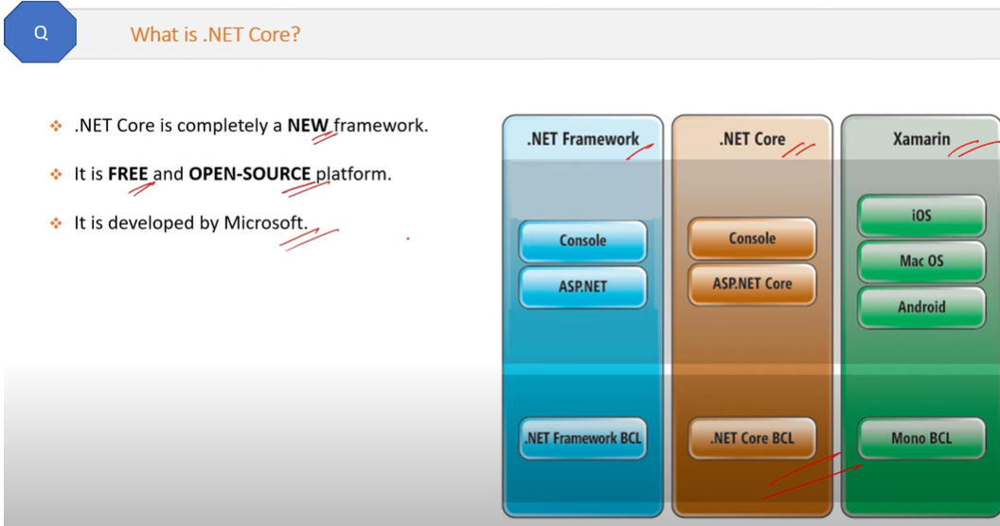 Q
What is .NET Core?
.NET Core is completely a NEW framework.
It is FREE and OPEN-SOURCE platform.
It is developed by Microsoft.
.NET Framework
Console
ASP.NET
.NET Framework BCL
.NET Core
Console
ASP.NET Core
.NET Core BCL
Xamarin
iOS
Mac OS
Android
Mono BCL